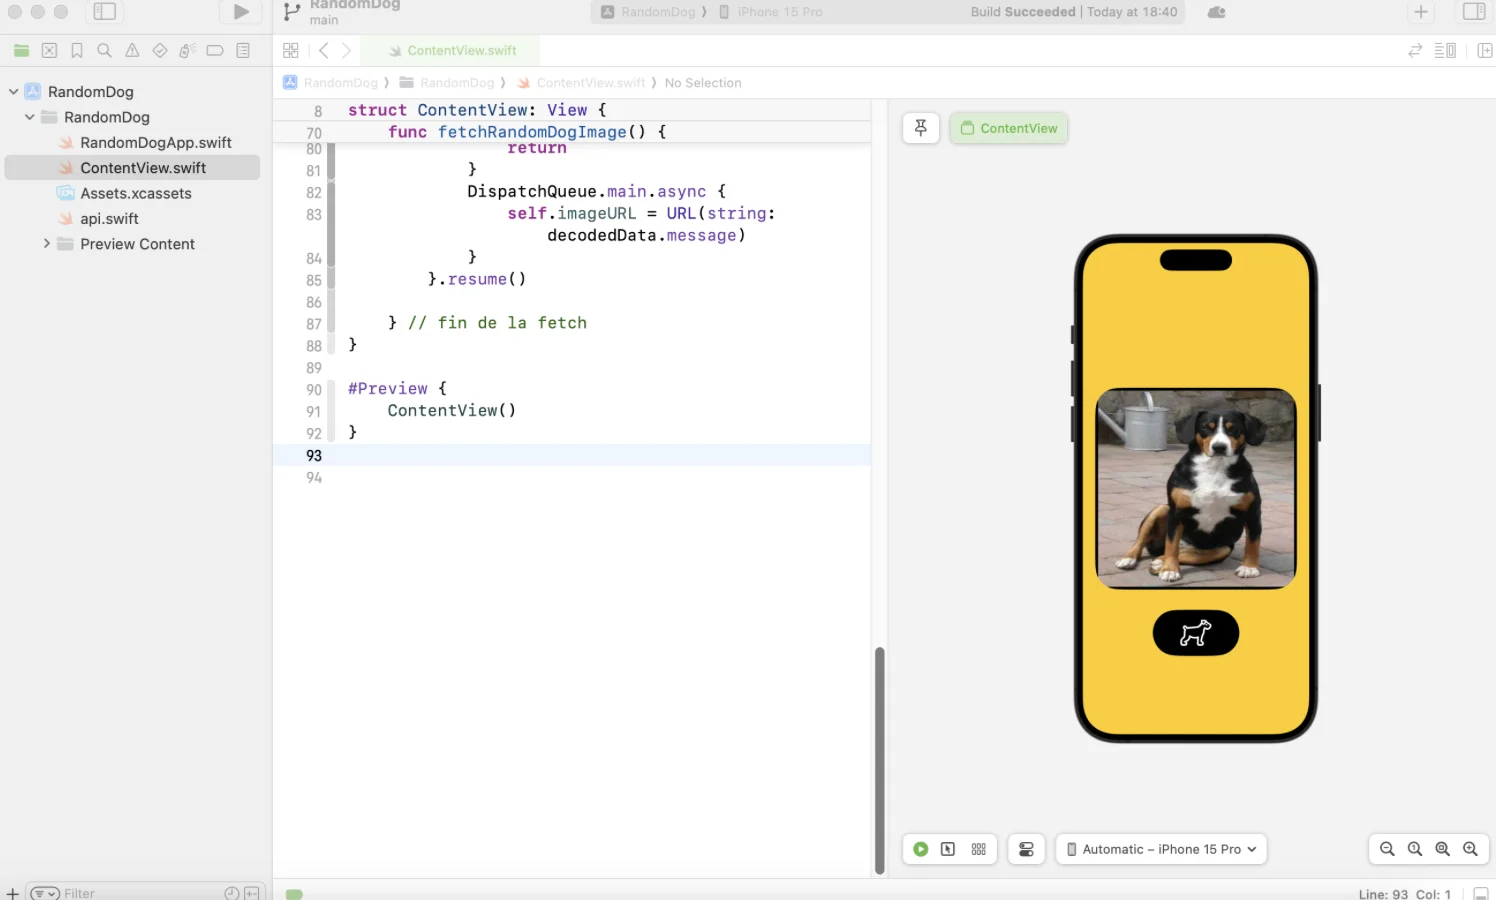 RandomDog
main
RandomDog
iPhone 15 Pro
Build Succeeded | Today at 18:40
ContentView.swift
RandomDog
RandomDog
ContentView.swift
No Selection
RandomDog
RandomDog
RandomDogApp.swift
ContentView.swift
Assets.xcassets
api.swift
Preview Content
8 struct ContentView: View {
70 func fetchRandomDogImage() {
80 return
81 }
82 DispatchQueue.main.async {
83 self.imageURL = URL(string:
decodedData.message)
84 }
85 }.resume()
86
87 } // fin de la fetch
88 }
89
90 #Preview {
91 ContentView()
92 }
93
94
ContentView
Automatic – iPhone 15 Pro
Filter
Line: 93 Col: 1